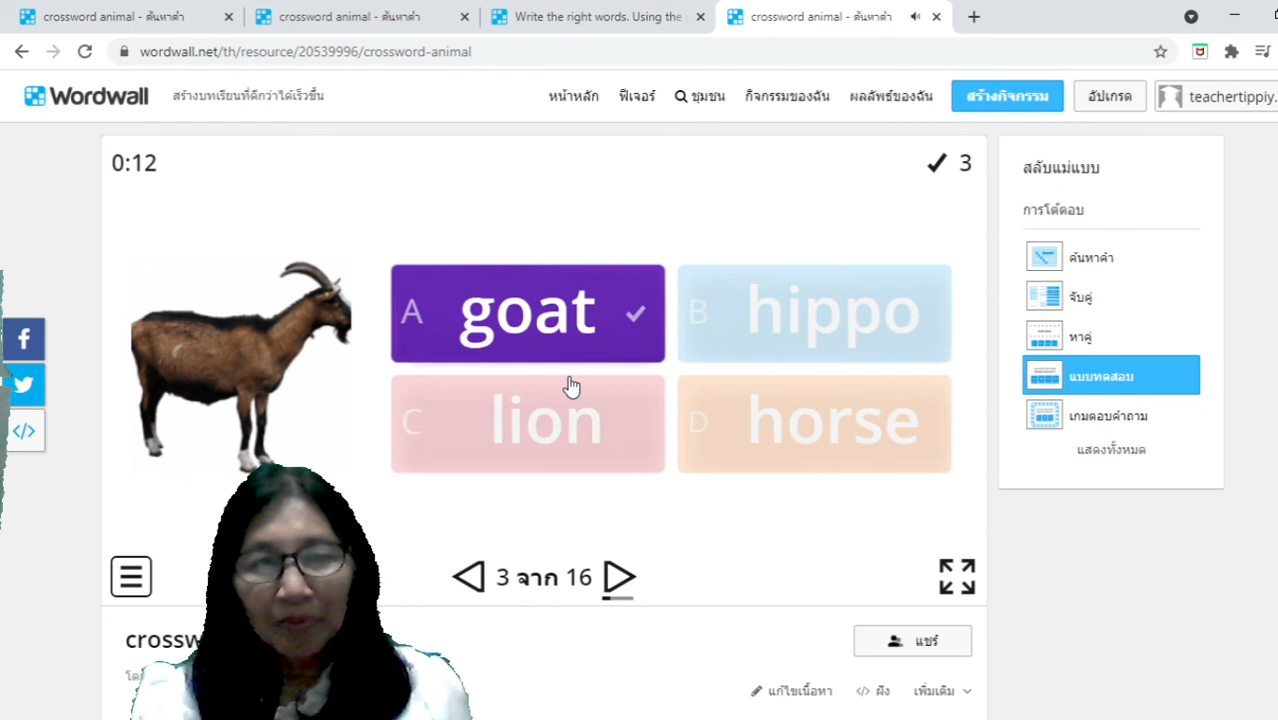 crossword animal - ค้นหาคำ
crossword animal - ค้นหาคำ
Write the right words. Using the
crossword animal - ค้นหาคำ
wordwall.net/th/resource/20539996/crossword-animal
Wordwall สร้างบทเรียนที่ดีกว่าได้เร็วขึ้น
หน้าหลัก ฟีเจอร์ ชุมชน กิจกรรมของฉัน ผลลัพธ์ของฉัน สร้างกิจกรรม อัปเกรด teachertippiy.
0:12
3
A goat
B hippo
C lion
D horse
3 จาก 16
สลับแม่แบบ
การโต้ตอบ
ค้นหาคำ
จับคู่
หาคู่
แบบทดสอบ
เกมตอบคำถาม
แสดงทั้งหมด
crossw
แชร์
แก้ไขเนื้อหา ฝัง เพิ่มเติม